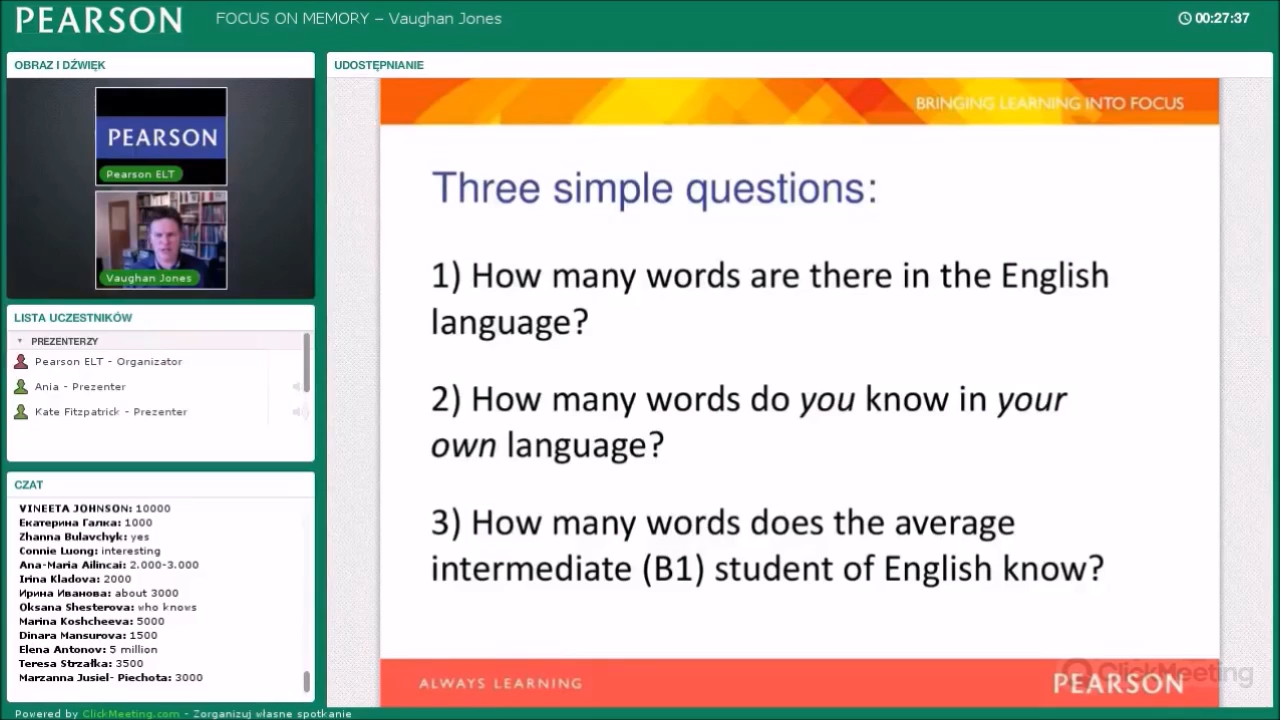 PEARSON
FOCUS ON MEMORY – Vaughan Jones
00:27:37
OBRAZ I DŹWIĘK
PEARSON
Pearson ELT
Vaughan Jones
LISTA UCZESTNIKÓW
PREZENTERZY
Pearson ELT - Organizator
Ania - Prezenter
Kate Fitzpatrick - Prezenter
CZAT
VINEETA JOHNSON: 10000
Екатерина Галка: 1000
Zhanna Bulavchyk: yes
Connie Luong: interesting
Ana-Maria Ailincai: 2.000-3.000
Irina Kladova: 2000
Ирина Иванова: about 3000
Oksana Shesterova: who knows
Marina Koshcheeva: 5000
Dinara Mansurova: 1500
Elena Antonov: 5 million
Teresa Strzałka: 3500
Marzanna Jusiel- Piechota: 3000
UDOSTĘPNIANIE
BRINGING LEARNING INTO FOCUS
Three simple questions:
1) How many words are there in the English
language?
2) How many words do you know in your
own language?
3) How many words does the average
intermediate (B1) student of English know?
ALWAYS LEARNING
PEARSON
ClickMeeting
Powered by ClickMeeting.com - Zorganizuj własne spotkanie